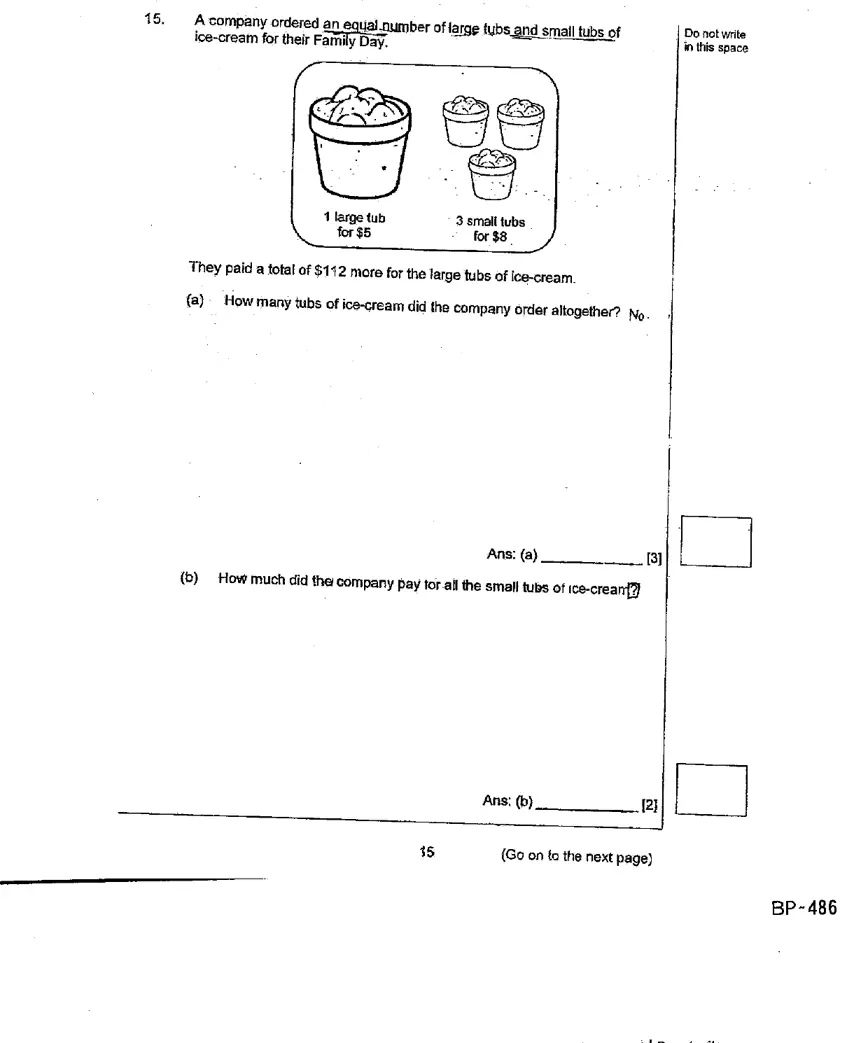 15. A company ordered an equal number of large tubs and small tubs of
ice-cream for their Family Day.
Do not write
in this space
1 large tub
for $5
3 small tubs
for $8
They paid a total of $112 more for the large tubs of ice-cream.
(a) How many tubs of ice-cream did the company order altogether? No.
Ans: (a) ____________ [3]
(b) How much did the company pay for all the small tubs of ice-cream?
Ans: (b) ____________ [2]
15
(Go on to the next page)
BP-486